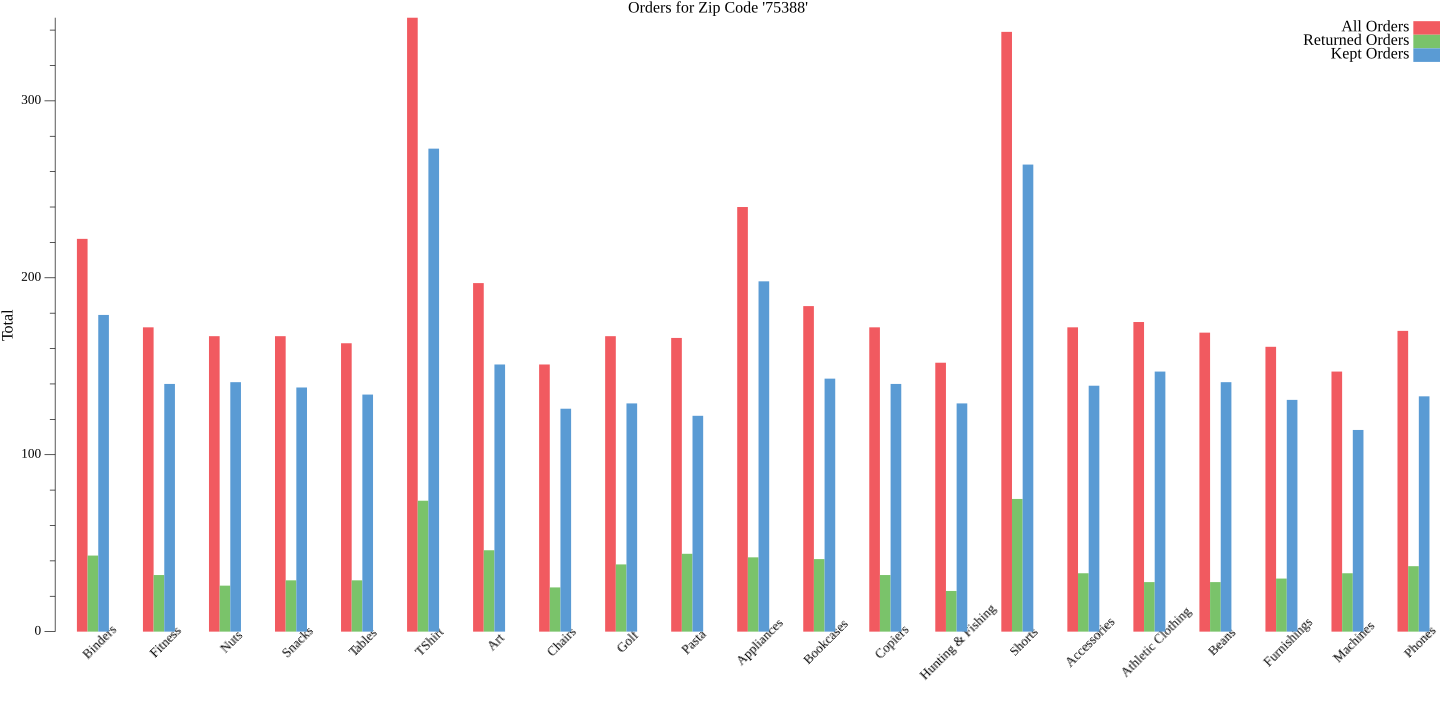 Orders for Zip Code '75388'
All Orders
Returned Orders
Kept Orders
300
200
100
0
Total
Binders
Fitness
Nuts
Snacks
Tables
TShirt
Art
Chairs
Golf
Pasta
Appliances
Bookcases
Copiers
Hunting & Fishing
Shorts
Accessories
Athletic Clothing
Beans
Furnishings
Machines
Phones